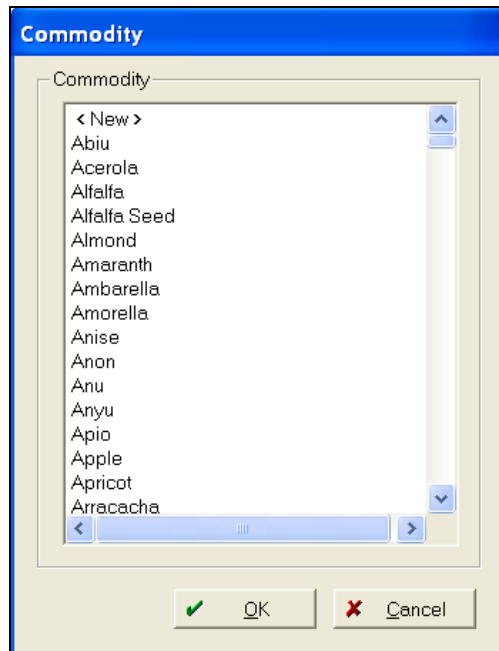 Commodity
Commodity
< New >
Abiu
Acerola
Alfalfa
Alfalfa Seed
Almond
Amaranth
Ambarella
Amorella
Anise
Anon
Anu
Anyu
Apio
Apple
Apricot
Arracacha
OK
Cancel